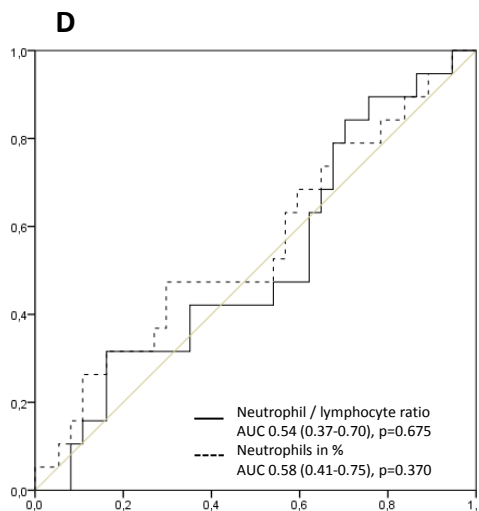 D
1,0
0,8
0,6
0,4
0,2
0,0
Neutrophil / lymphocyte ratio
AUC 0.54 (0.37-0.70), p=0.675
Neutrophils in %
AUC 0.58 (0.41-0.75), p=0.370
0,0 0,2 0,4 0,6 0,8 1,